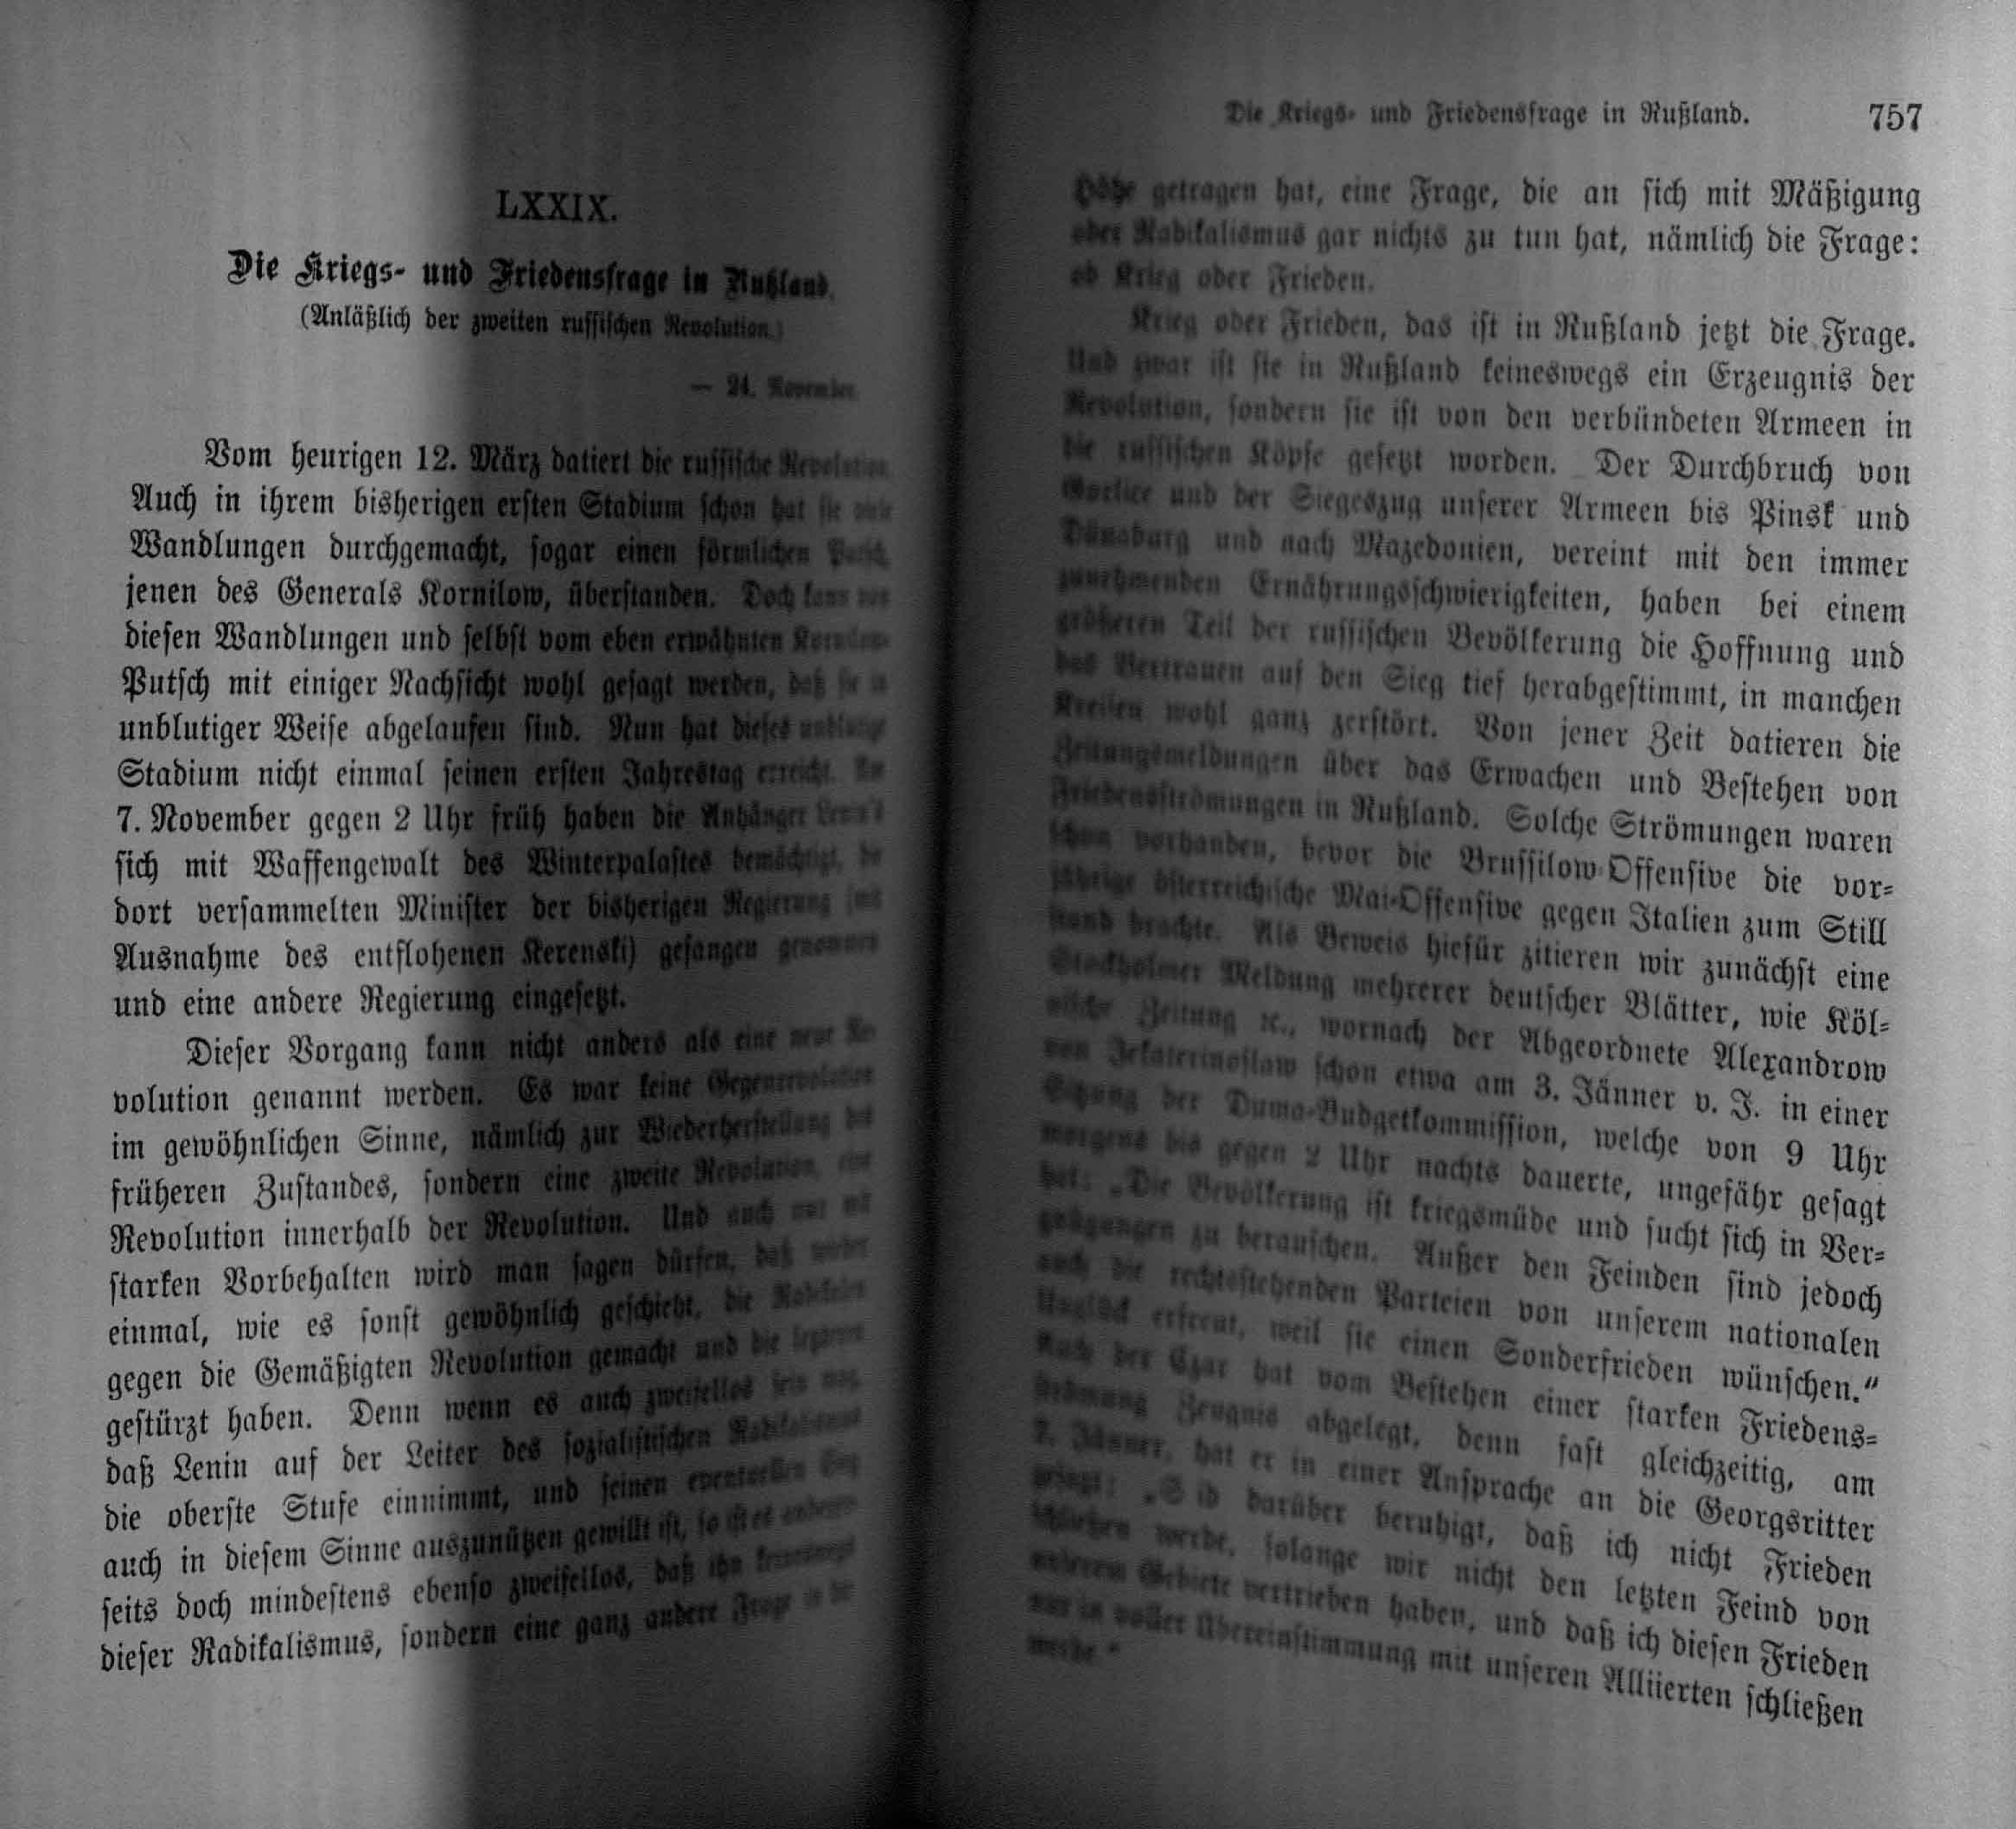 LXXIX.
Die Kriegs- und Friedensfrage in Rußland.
(Anläßlich der zweiten russischen Revolution.)
— 24. November.
Vom heurigen 12. März datiert die russische Revolution.
Auch in ihrem bisherigen ersten Stadium schon hat sie viele
Wandlungen durchgemacht, sogar einen förmlichen Putsch,
jenen des Generals Kornilow, überstanden. Doch kann von
diesen Wandlungen und selbst vom eben erwähnten Kornilow-
Putsch mit einiger Nachsicht wohl gesagt werden, daß sie in
unblutiger Weise abgelaufen sind. Nun hat dieses unblutige
Stadium nicht einmal seinen ersten Jahrestag erreicht. Am
7. November gegen 2 Uhr früh haben die Anhänger Lenin's
sich mit Waffengewalt des Winterpalastes bemächtigt, die
dort versammelten Minister der bisherigen Regierung (mit
Ausnahme des entflohenen Kerenski) gefangen genommen
und eine andere Regierung eingesetzt.
Dieser Vorgang kann nicht anders als eine neue Re-
volution genannt werden. Es war keine Gegenrevolution
im gewöhnlichen Sinne, nämlich zur Wiederherstellung des
früheren Zustandes, sondern eine zweite Revolution, eine
Revolution innerhalb der Revolution. Und auch nur mit
starken Vorbehalten wird man sagen dürfen, daß wieder
einmal, wie es sonst gewöhnlich geschieht, die Radikalen
gegen die Gemäßigten Revolution gemacht und die letzteren
gestürzt haben. Denn wenn es auch zweifellos sein mag,
daß Lenin auf der Leiter des sozialistischen Radikalismus
die oberste Stufe einnimmt, und seinen eventuellen Sieg
auch in diesem Sinne auszunützen gewillt ist, so ist es anderer-
seits doch mindestens ebenso zweifellos, daß ihn keineswegs
dieser Radikalismus, sondern eine ganz andere Frage in die
Die Kriegs- und Friedensfrage in Rußland. 757
Höhe getragen hat, eine Frage, die an sich mit Mäßigung
oder Radikalismus gar nichts zu tun hat, nämlich die Frage:
ob Krieg oder Frieden.
Krieg oder Frieden, das ist in Rußland jetzt die Frage.
Und zwar ist sie in Rußland keineswegs ein Erzeugnis der
Revolution, sondern sie ist von den verbündeten Armeen in
die russischen Köpfe gesetzt worden. Der Durchbruch von
Gorlice und der Siegeszug unserer Armeen bis Pinsk und
Dünaburg und nach Mazedonien, vereint mit den immer
zunehmenden Ernährungsschwierigkeiten, haben bei einem
größeren Teil der russischen Bevölkerung die Hoffnung und
das Vertrauen auf den Sieg tief herabgestimmt, in manchen
Kreisen wohl ganz zerstört. Von jener Zeit datieren die
Zeitungsmeldungen über das Erwachen und Bestehen von
Friedensströmungen in Rußland. Solche Strömungen waren
schon vorhanden, bevor die Brussilow-Offensive die vor-
jährige österreichische Mai-Offensive gegen Italien zum Still
stand brachte. Als Beweis hiefür zitieren wir zunächst eine
Stockholmer Meldung mehrerer deutscher Blätter, wie Köl-
nische Zeitung ꝛc., wornach der Abgeordnete Alexandrow
von Jekaterinoslaw schon etwa am 3. Jänner v. J. in einer
Sitzung der Duma-Budgetkommission, welche von 9 Uhr
morgens bis gegen 2 Uhr nachts dauerte, ungefähr gesagt
hat: „Die Bevölkerung ist kriegsmüde und sucht sich in Ver-
gnügungen zu berauschen. Außer den Feinden sind jedoch
auch die rechtsstehenden Parteien von unserem nationalen
Unglück erfreut, weil sie einen Sonderfrieden wünschen.“
Auch der Czar hat vom Bestehen einer starken Friedens-
strömung Zeugnis abgelegt, denn fast gleichzeitig, am
7. Jänner, hat er in einer Ansprache an die Georgsritter
gesagt: „S id darüber beruhigt, daß ich nicht Frieden
schließen werde, solange wir nicht den letzten Feind von
unserem Gebiete vertrieben haben, und daß ich diesen Frieden
nur in voller Übereinstimmung mit unseren Alliierten schließen
werde.“